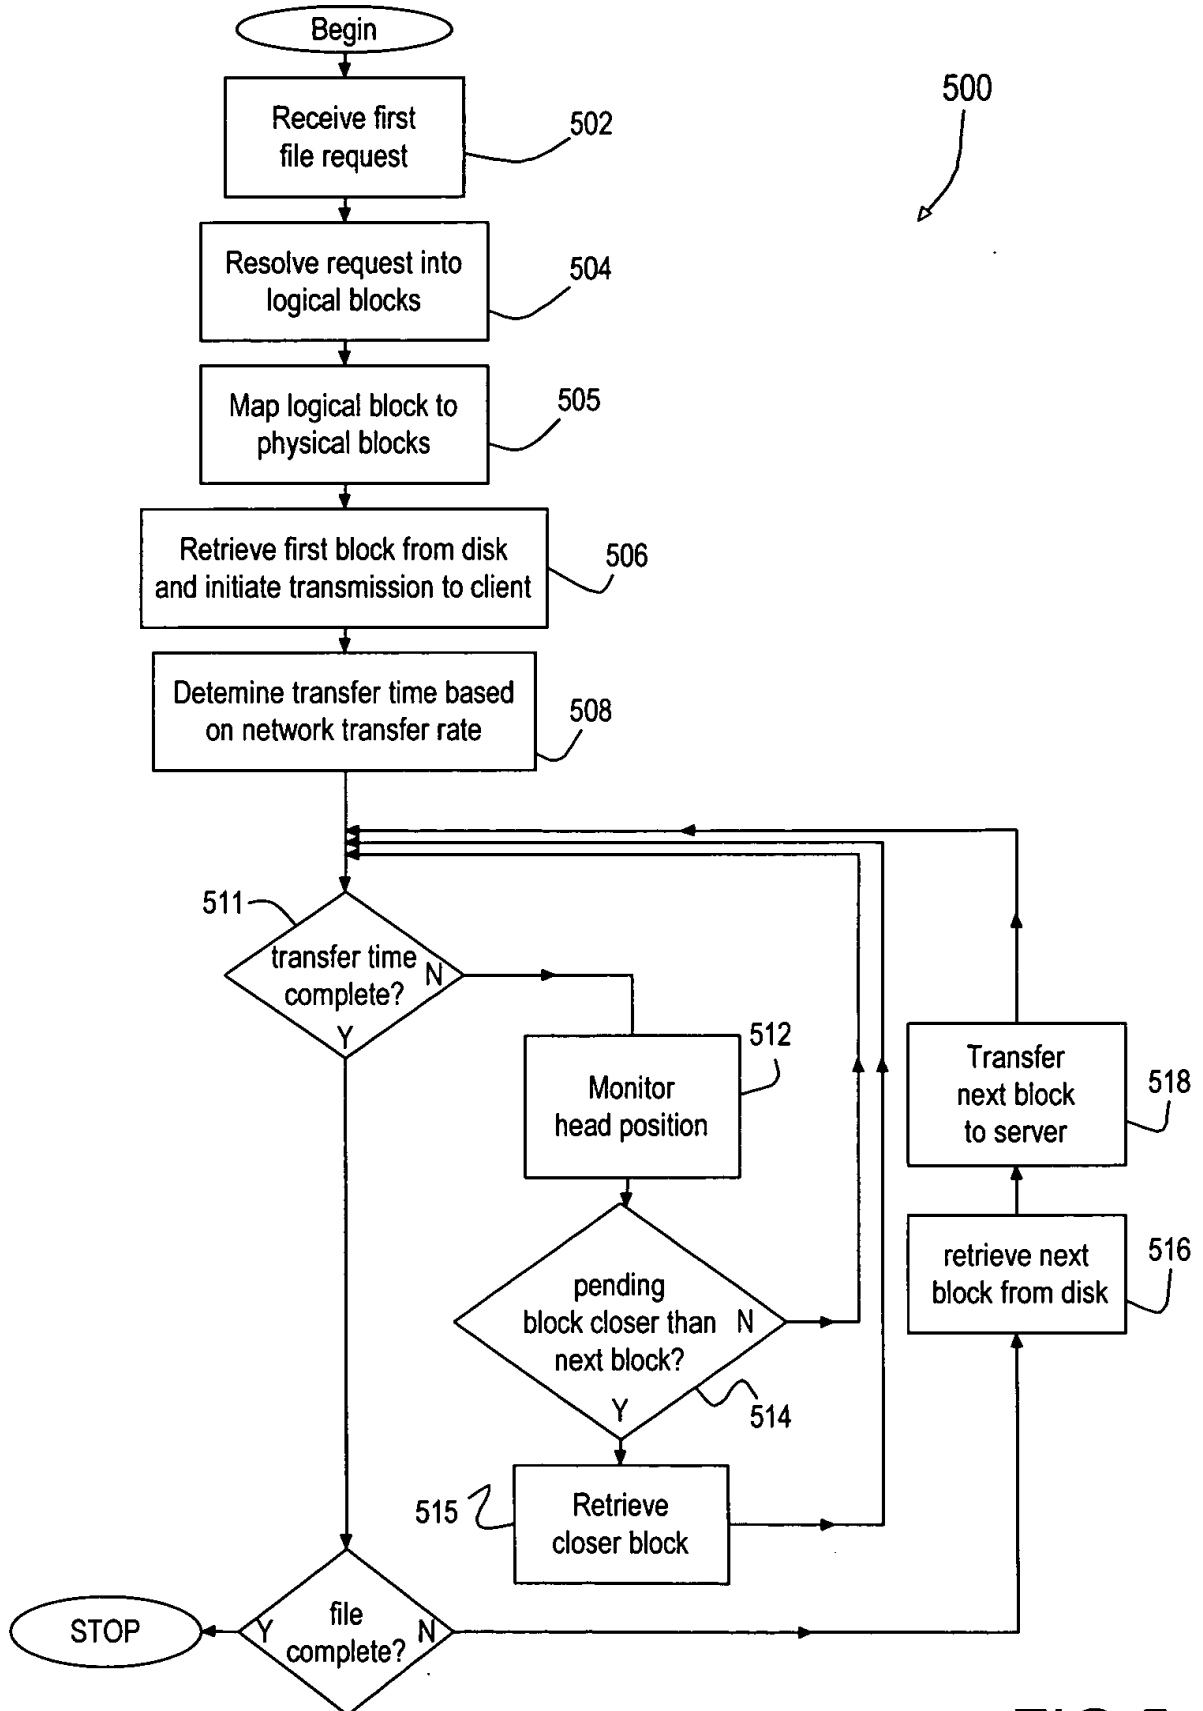 Begin
500
Receive first
file request
502
Resolve request into
logical blocks
504
Map logical block to
physical blocks
505
Retrieve first block from disk
and initiate transmission to client
506
Detemine transfer time based
on network transfer rate
508
511
transfer time
complete?
N
Y
512
Monitor
head position
Transfer
next block
to server
518
retrieve next
block from disk
516
pending
block closer than
next block?
N
Y
514
515
Retrieve
closer block
STOP
Y
file
complete?
N